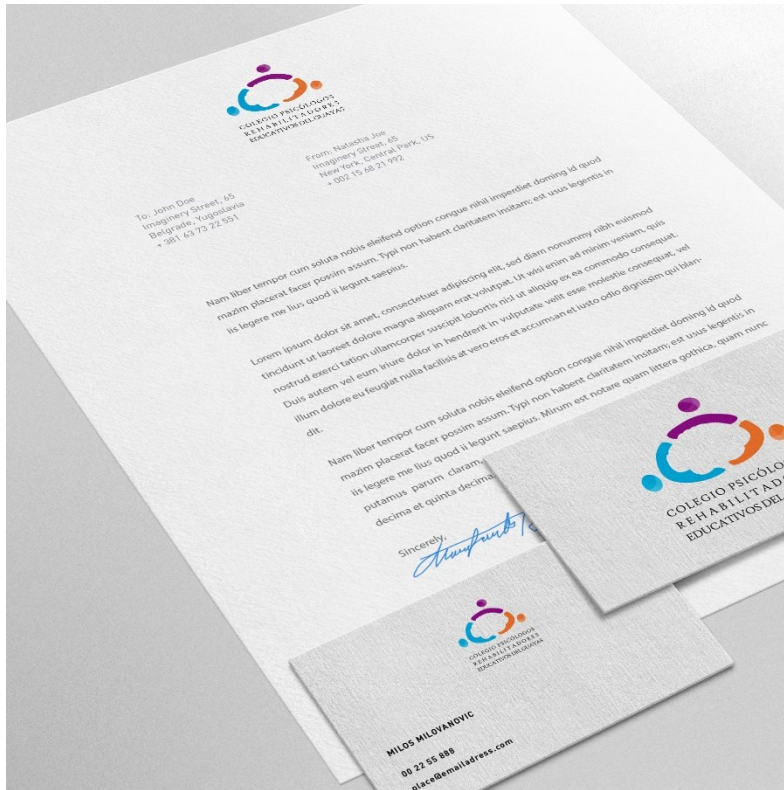 COLEGIO PSICÓLOGOS
REHABILITADORES
EDUCATIVOS DEL GUAYAS
From: Natasha Joe
Imaginery Street, 65
New York, Central Park, US
+ 002 15 68 21 992
To: John Doe
Imaginery Street, 65
Belgrade, Yugoslavia
+ 381 63 73 22 551
Nam liber tempor cum soluta nobis eleifend option congue nihil imperdiet doming id quod
mazim placerat facer possim assum. Typi non habent claritatem insitam; est usus legentis in
iis legere me lius quod ii legunt saepius.
Lorem ipsum dolor sit amet, consectetuer adipiscing elit, sed diam nonummy nibh euismod
tincidunt ut laoreet dolore magna aliquam erat volutpat. Ut wisi enim ad minim veniam, quis
nostrud exerci tation ullamcorper suscipit lobortis nisl ut aliquip ex ea commodo consequat.
Duis autem vel eum iriure dolor in hendrerit in vulputate velit esse molestie consequat, vel
illum dolore eu feugiat nulla facilisis at vero eros et accumsan et iusto odio dignissim qui blan-
dit.
Nam liber tempor cum soluta nobis eleifend option congue nihil imperdiet doming id quod
mazim placerat facer possim assum. Typi non habent claritatem insitam; est usus legentis in
iis legere me lius quod ii legunt saepius. Mirum est notare quam littera gothica, quam nunc
putamus parum claram,
decima et quinta decima.
Sincerely,
COLEGIO PSICÓLOGOS
REHABILITADO
EDUCATIVOS DEL
COLEGIO PSICÓLOGOS
REHABILITADORES
EDUCATIVOS DEL GUAYAS
MILOS MILOVANOVIC
00 22 55 888
place@emailadress.com